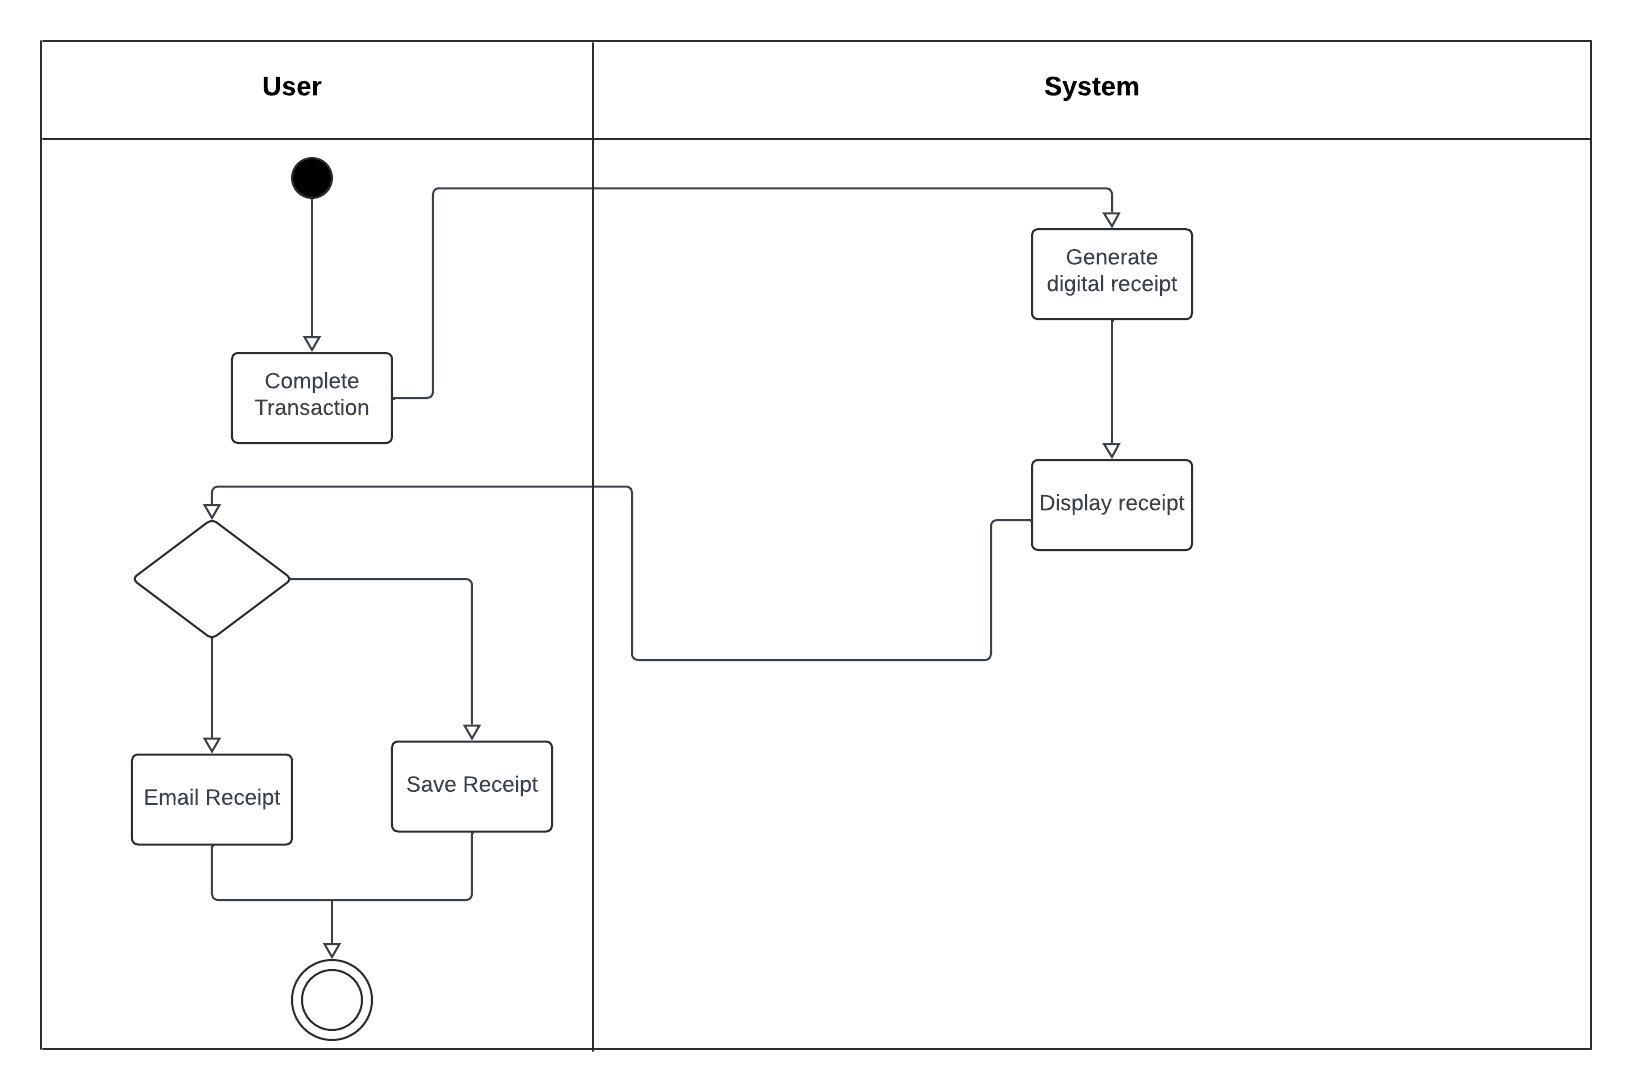 User
System
Generate
digital receipt
Complete
Transaction
Display receipt
Email Receipt
Save Receipt